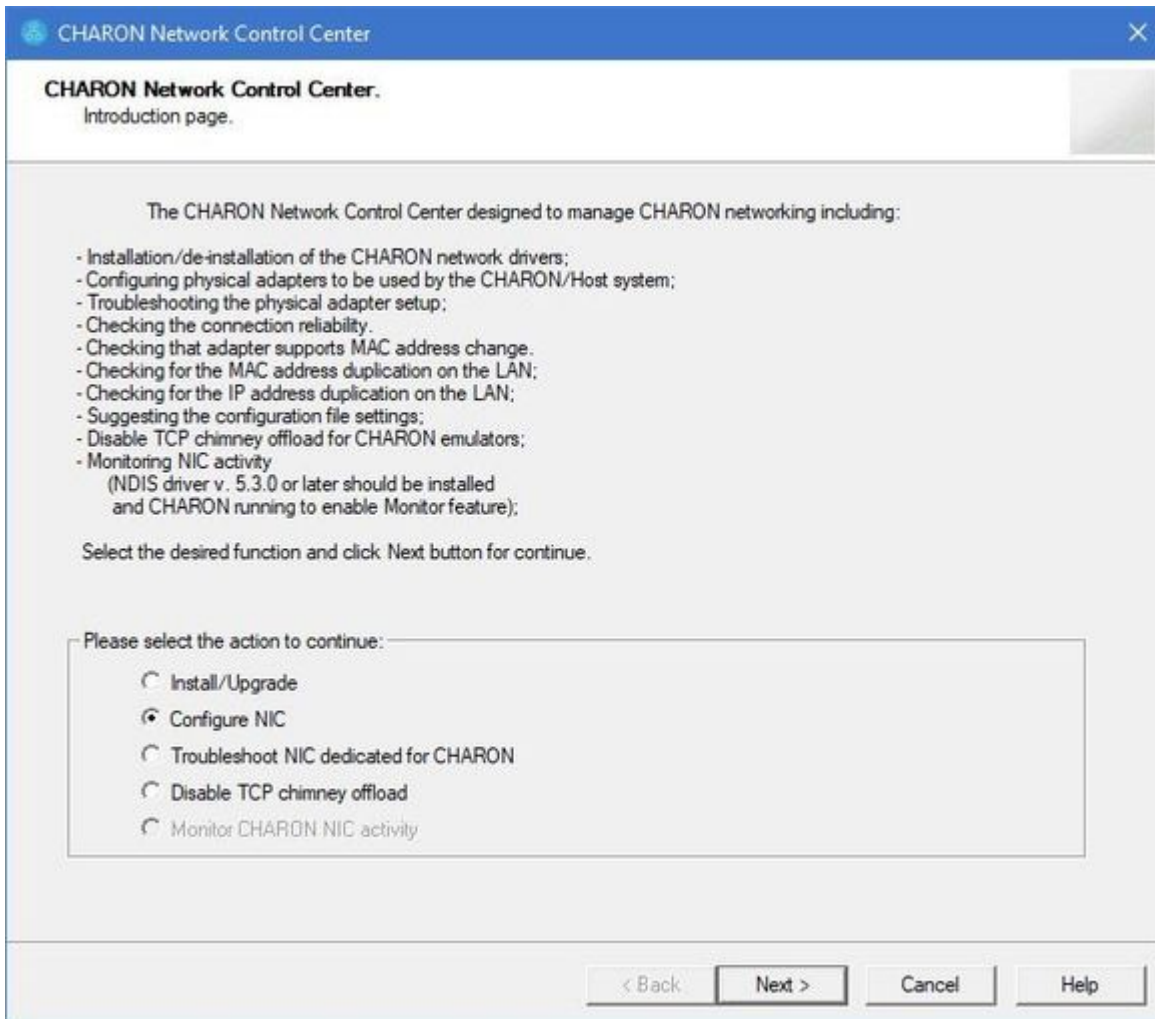 CHARON Network Control Center
CHARON Network Control Center.
Introduction page.
The CHARON Network Control Center designed to manage CHARON networking including:
- Installation/de-installation of the CHARON network drivers;
- Configuring physical adapters to be used by the CHARON/Host system;
- Troubleshooting the physical adapter setup;
- Checking the connection reliability.
- Checking that adapter supports MAC address change.
- Checking for the MAC address duplication on the LAN;
- Checking for the IP address duplication on the LAN;
- Suggesting the configuration file settings;
- Disable TCP chimney offload for CHARON emulators;
- Monitoring NIC activity
(NDIS driver v. 5.3.0 or later should be installed
and CHARON running to enable Monitor feature);
Select the desired function and click Next button for continue.
Please select the action to continue:
Install/Upgrade
Configure NIC
Troubleshoot NIC dedicated for CHARON
Disable TCP chimney offload
Monitor CHARON NIC activity
< Back Next > Cancel Help